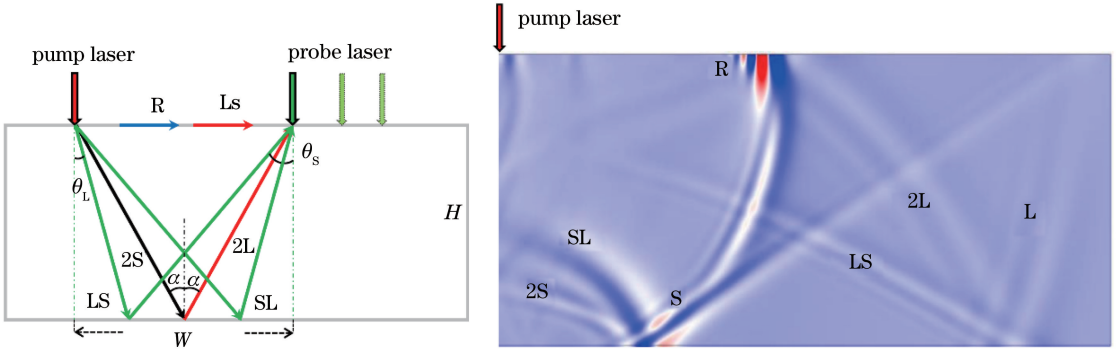 pump laser
probe laser
R
Ls
θL
θS
H
2S
2L
α
α
LS
SL
W
pump laser
R
2L
L
SL
LS
2S
S